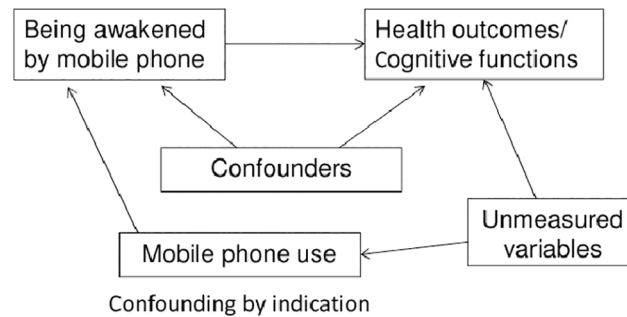 Being awakened
by mobile phone
Health outcomes/
Cognitive functions
Confounders
Unmeasured
variables
Mobile phone use
Confounding by indication